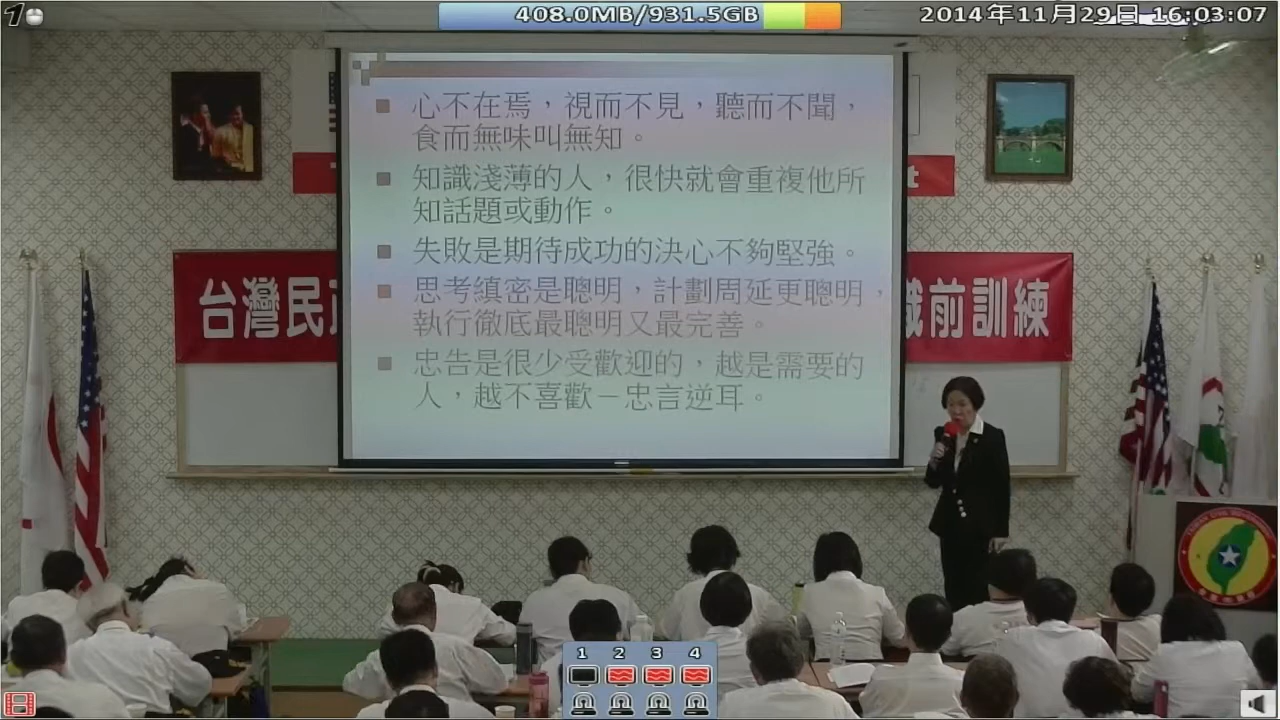 1
408.0MB/931.5GB
2014年11月29日 16:03:07
心不在焉，視而不見，聽而不聞，
食而無味叫無知。
知識淺薄的人，很快就會重複他所
知話題或動作。
失敗是期待成功的決心不夠堅強。
思考縝密是聰明，計劃周延更聰明，
執行徹底最聰明又最完善。
忠告是很少受歡迎的，越是需要的
人，越不喜歡－忠言逆耳。
t
台灣民政
職前訓練
1 2 3 4